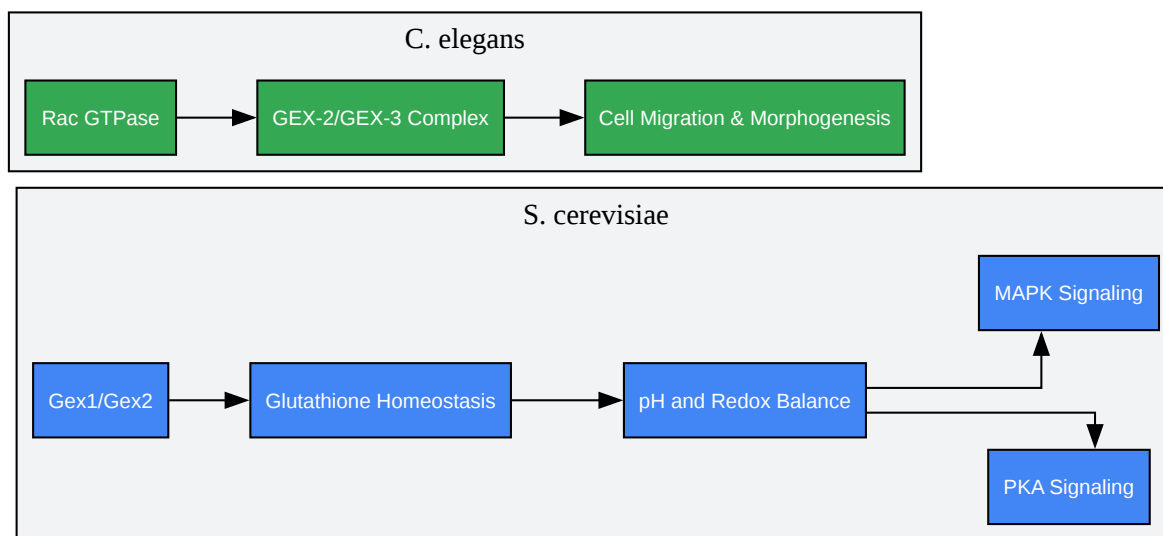 C. elegans
Rac GTPase
GEX-2/GEX-3 Complex
Cell Migration & Morphogenesis
S. cerevisiae
MAPK Signaling
Gex1/Gex2
Glutathione Homeostasis
pH and Redox Balance
PKA Signaling